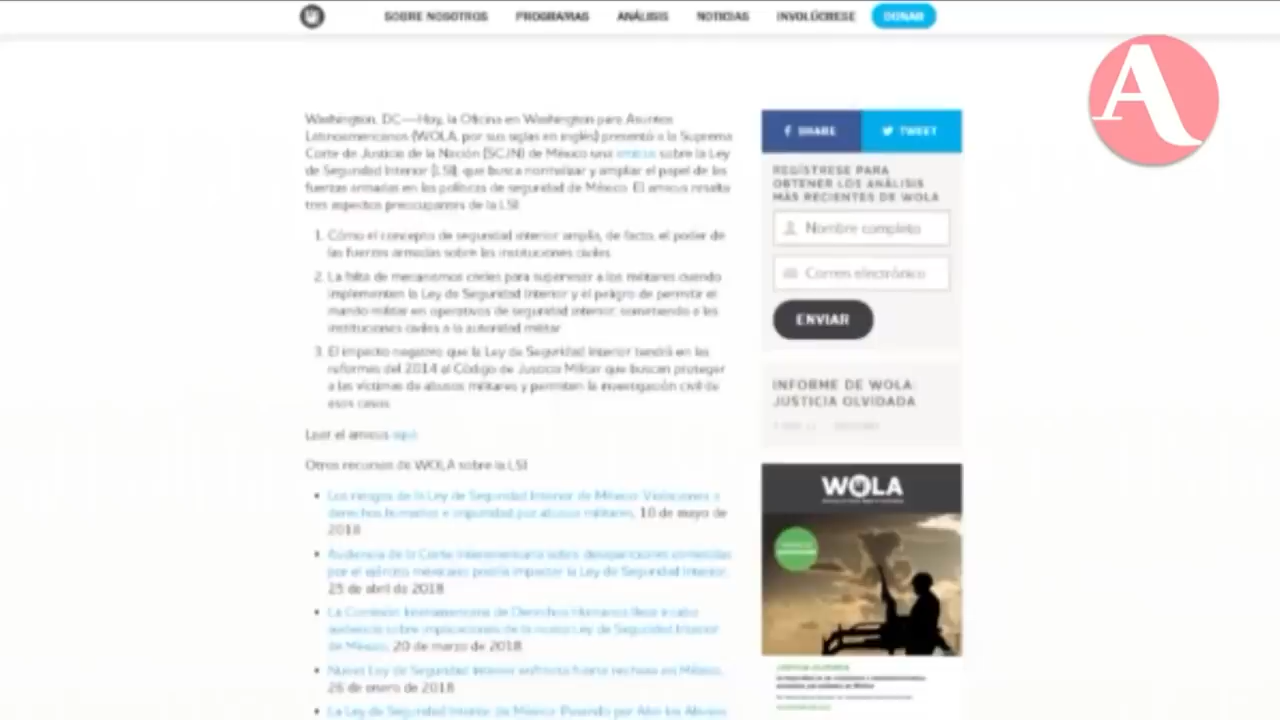 SOBRE NOSOTROS PROGRAMAS ANÁLISIS NOTICIAS INVOLÚCRESE DONAR
A
Washington, DC—Hoy, la Oficina en Washington para Asuntos
Latinoamericanos (WOLA, por sus siglas en inglés) presentó a la Suprema
Corte de Justicia de la Nación (SCJN) de México una amicus sobre la Ley
de Seguridad Interior (LSI), que busca normalizar y ampliar el papel de las
fuerzas armadas en las políticas de seguridad de México. El amicus resalta
tres aspectos preocupantes de la LSI:
1. Cómo el concepto de seguridad interior amplía, de facto, el poder de
las fuerzas armadas sobre las instituciones civiles.
2. La falta de mecanismos civiles para supervisar a los militares cuando
implementen la Ley de Seguridad Interior y el peligro de permitir el
mando militar en operativos de seguridad interior, sometiendo a las
instituciones civiles a la autoridad militar.
3. El impacto negativo que la Ley de Seguridad Interior tendrá en las
reformas del 2014 al Código de Justicia Militar que buscan proteger
a las víctimas de abusos militares y permiten la investigación civil de
esos casos.
Leer el amicus aquí
Otros recursos de WOLA sobre la LSI
• Los riesgos de la Ley de Seguridad Interior de México: Violaciones a
derechos humanos e impunidad por abusos militares, 10 de mayo de
2018
• Audiencia de la Corte Interamericana sobre desapariciones cometidas
por el ejército mexicano podría impactar la Ley de Seguridad Interior,
25 de abril de 2018
• La Comisión Interamericana de Derechos Humanos lleva a cabo
audiencia sobre implicaciones de la nueva Ley de Seguridad Interior
de México, 20 de marzo de 2018
• Nueva Ley de Seguridad Interior enfrenta fuerte rechazo en México,
26 de enero de 2018
• La Ley de Seguridad Interior de México: Pasando por Alto los Abusos
SHARE TWEET
REGÍSTRESE PARA
OBTENER LOS ANÁLISIS
MÁS RECIENTES DE WOLA
Nombre completo
Correo electrónico
ENVIAR
INFORME DE WOLA:
JUSTICIA OLVIDADA
WOLA